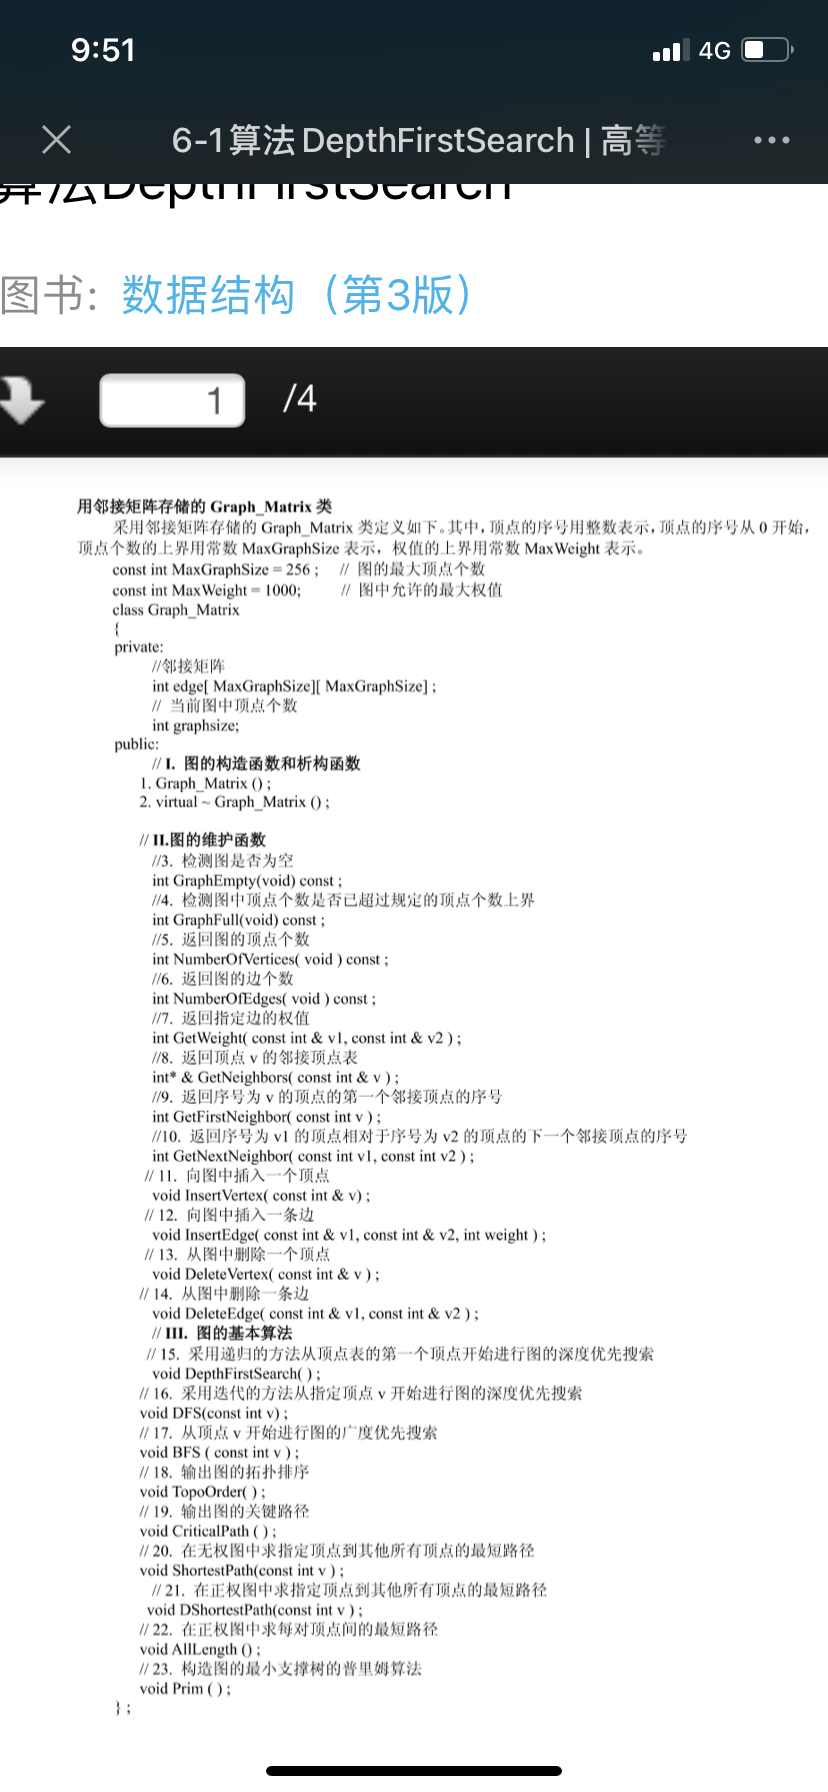 9:51
4G
6-1算法DepthFirstSearch | 高等
算法DepthFirstSearch
图书: 数据结构（第3版）
1 /4
用邻接矩阵存储的 Graph_Matrix 类
采用邻接矩阵存储的 Graph_Matrix 类定义如下。其中，顶点的序号用整数表示，顶点的序号从 0 开始，
顶点个数的上界用常数 MaxGraphSize 表示，权值的上界用常数 MaxWeight 表示。
const int MaxGraphSize = 256 ; // 图的最大顶点个数
const int MaxWeight = 1000; // 图中允许的最大权值
class Graph_Matrix
{
private:
//邻接矩阵
int edge[ MaxGraphSize][ MaxGraphSize] ;
// 当前图中顶点个数
int graphsize;
public:
// I. 图的构造函数和析构函数
1. Graph_Matrix () ;
2. virtual ~ Graph_Matrix () ;
// II.图的维护函数
//3. 检测图是否为空
int GraphEmpty(void) const ;
//4. 检测图中顶点个数是否已超过规定的顶点个数上界
int GraphFull(void) const ;
//5. 返回图的顶点个数
int NumberOfVertices( void ) const ;
//6. 返回图的边个数
int NumberOfEdges( void ) const ;
//7. 返回指定边的权值
int GetWeight( const int & v1, const int & v2 ) ;
//8. 返回顶点 v 的邻接顶点表
int* & GetNeighbors( const int & v ) ;
//9. 返回序号为 v 的顶点的第一个邻接顶点的序号
int GetFirstNeighbor( const int v ) ;
//10. 返回序号为 v1 的顶点相对于序号为 v2 的顶点的下一个邻接顶点的序号
int GetNextNeighbor( const int v1, const int v2 ) ;
// 11. 向图中插入一个顶点
void InsertVertex( const int & v) ;
// 12. 向图中插入一条边
void InsertEdge( const int & v1, const int & v2, int weight ) ;
// 13. 从图中删除一个顶点
void DeleteVertex( const int & v ) ;
// 14. 从图中删除一条边
void DeleteEdge( const int & v1, const int & v2 ) ;
// III. 图的基本算法
// 15. 采用递归的方法从顶点表的第一个顶点开始进行图的深度优先搜索
void DepthFirstSearch( ) ;
// 16. 采用迭代的方法从指定顶点 v 开始进行图的深度优先搜索
void DFS(const int v) ;
// 17. 从顶点 v 开始进行图的广度优先搜索
void BFS ( const int v ) ;
// 18. 输出图的拓扑排序
void TopoOrder( ) ;
// 19. 输出图的关键路径
void CriticalPath ( ) ;
// 20. 在无权图中求指定顶点到其他所有顶点的最短路径
void ShortestPath(const int v ) ;
// 21. 在正权图中求指定顶点到其他所有顶点的最短路径
void DShortestPath(const int v ) ;
// 22. 在正权图中求每对顶点间的最短路径
void AllLength () ;
// 23. 构造图的最小支撑树的普里姆算法
void Prim ( ) ;
} ;